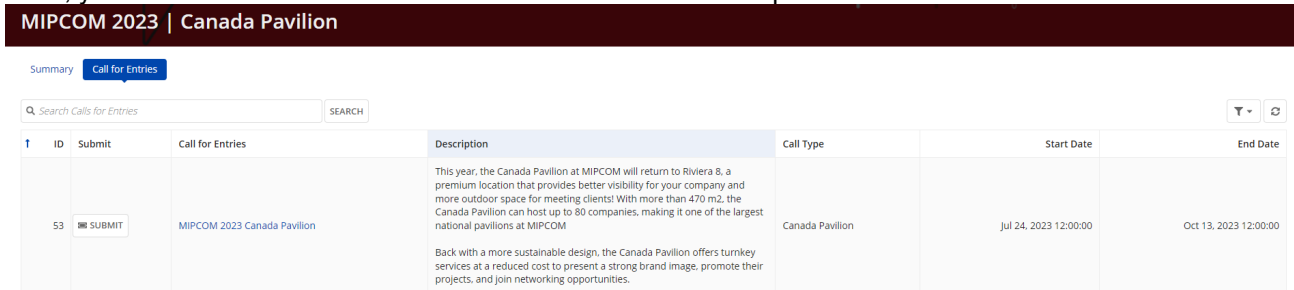 MIPCOM 2023 | Canada Pavilion
Summary Call for Entries
Search Calls for Entries SEARCH
↑ ID Submit Call for Entries Description Call Type Start Date End Date
This year, the Canada Pavilion at MIPCOM will return to Riviera 8, a
premium location that provides better visibility for your company and
more outdoor space for meeting clients! With more than 470 m2, the
Canada Pavilion can host up to 80 companies, making it one of the largest
national pavilions at MIPCOM
53 SUBMIT MIPCOM 2023 Canada Pavilion Canada Pavilion Jul 24, 2023 12:00:00 Oct 13, 2023 12:00:00
Back with a more sustainable design, the Canada Pavilion offers turnkey
services at a reduced cost to present a strong brand image, promote their
projects, and join networking opportunities.